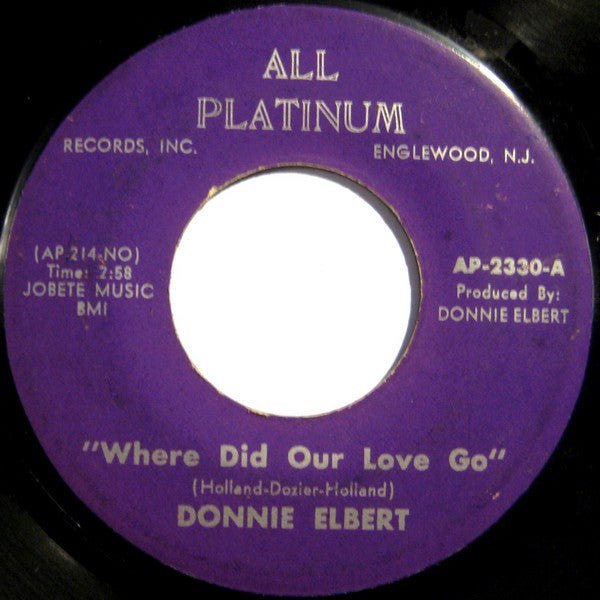 ALL
PLATINUM
RECORDS, INC.
ENGLEWOOD, N.J.
(AP 214-NO)
Time: 2:58
JOBETE MUSIC
BMI
AP-2330-A
Produced By:
DONNIE ELBERT
"Where Did Our Love Go"
(Holland-Dozier-Holland)
DONNIE ELBERT